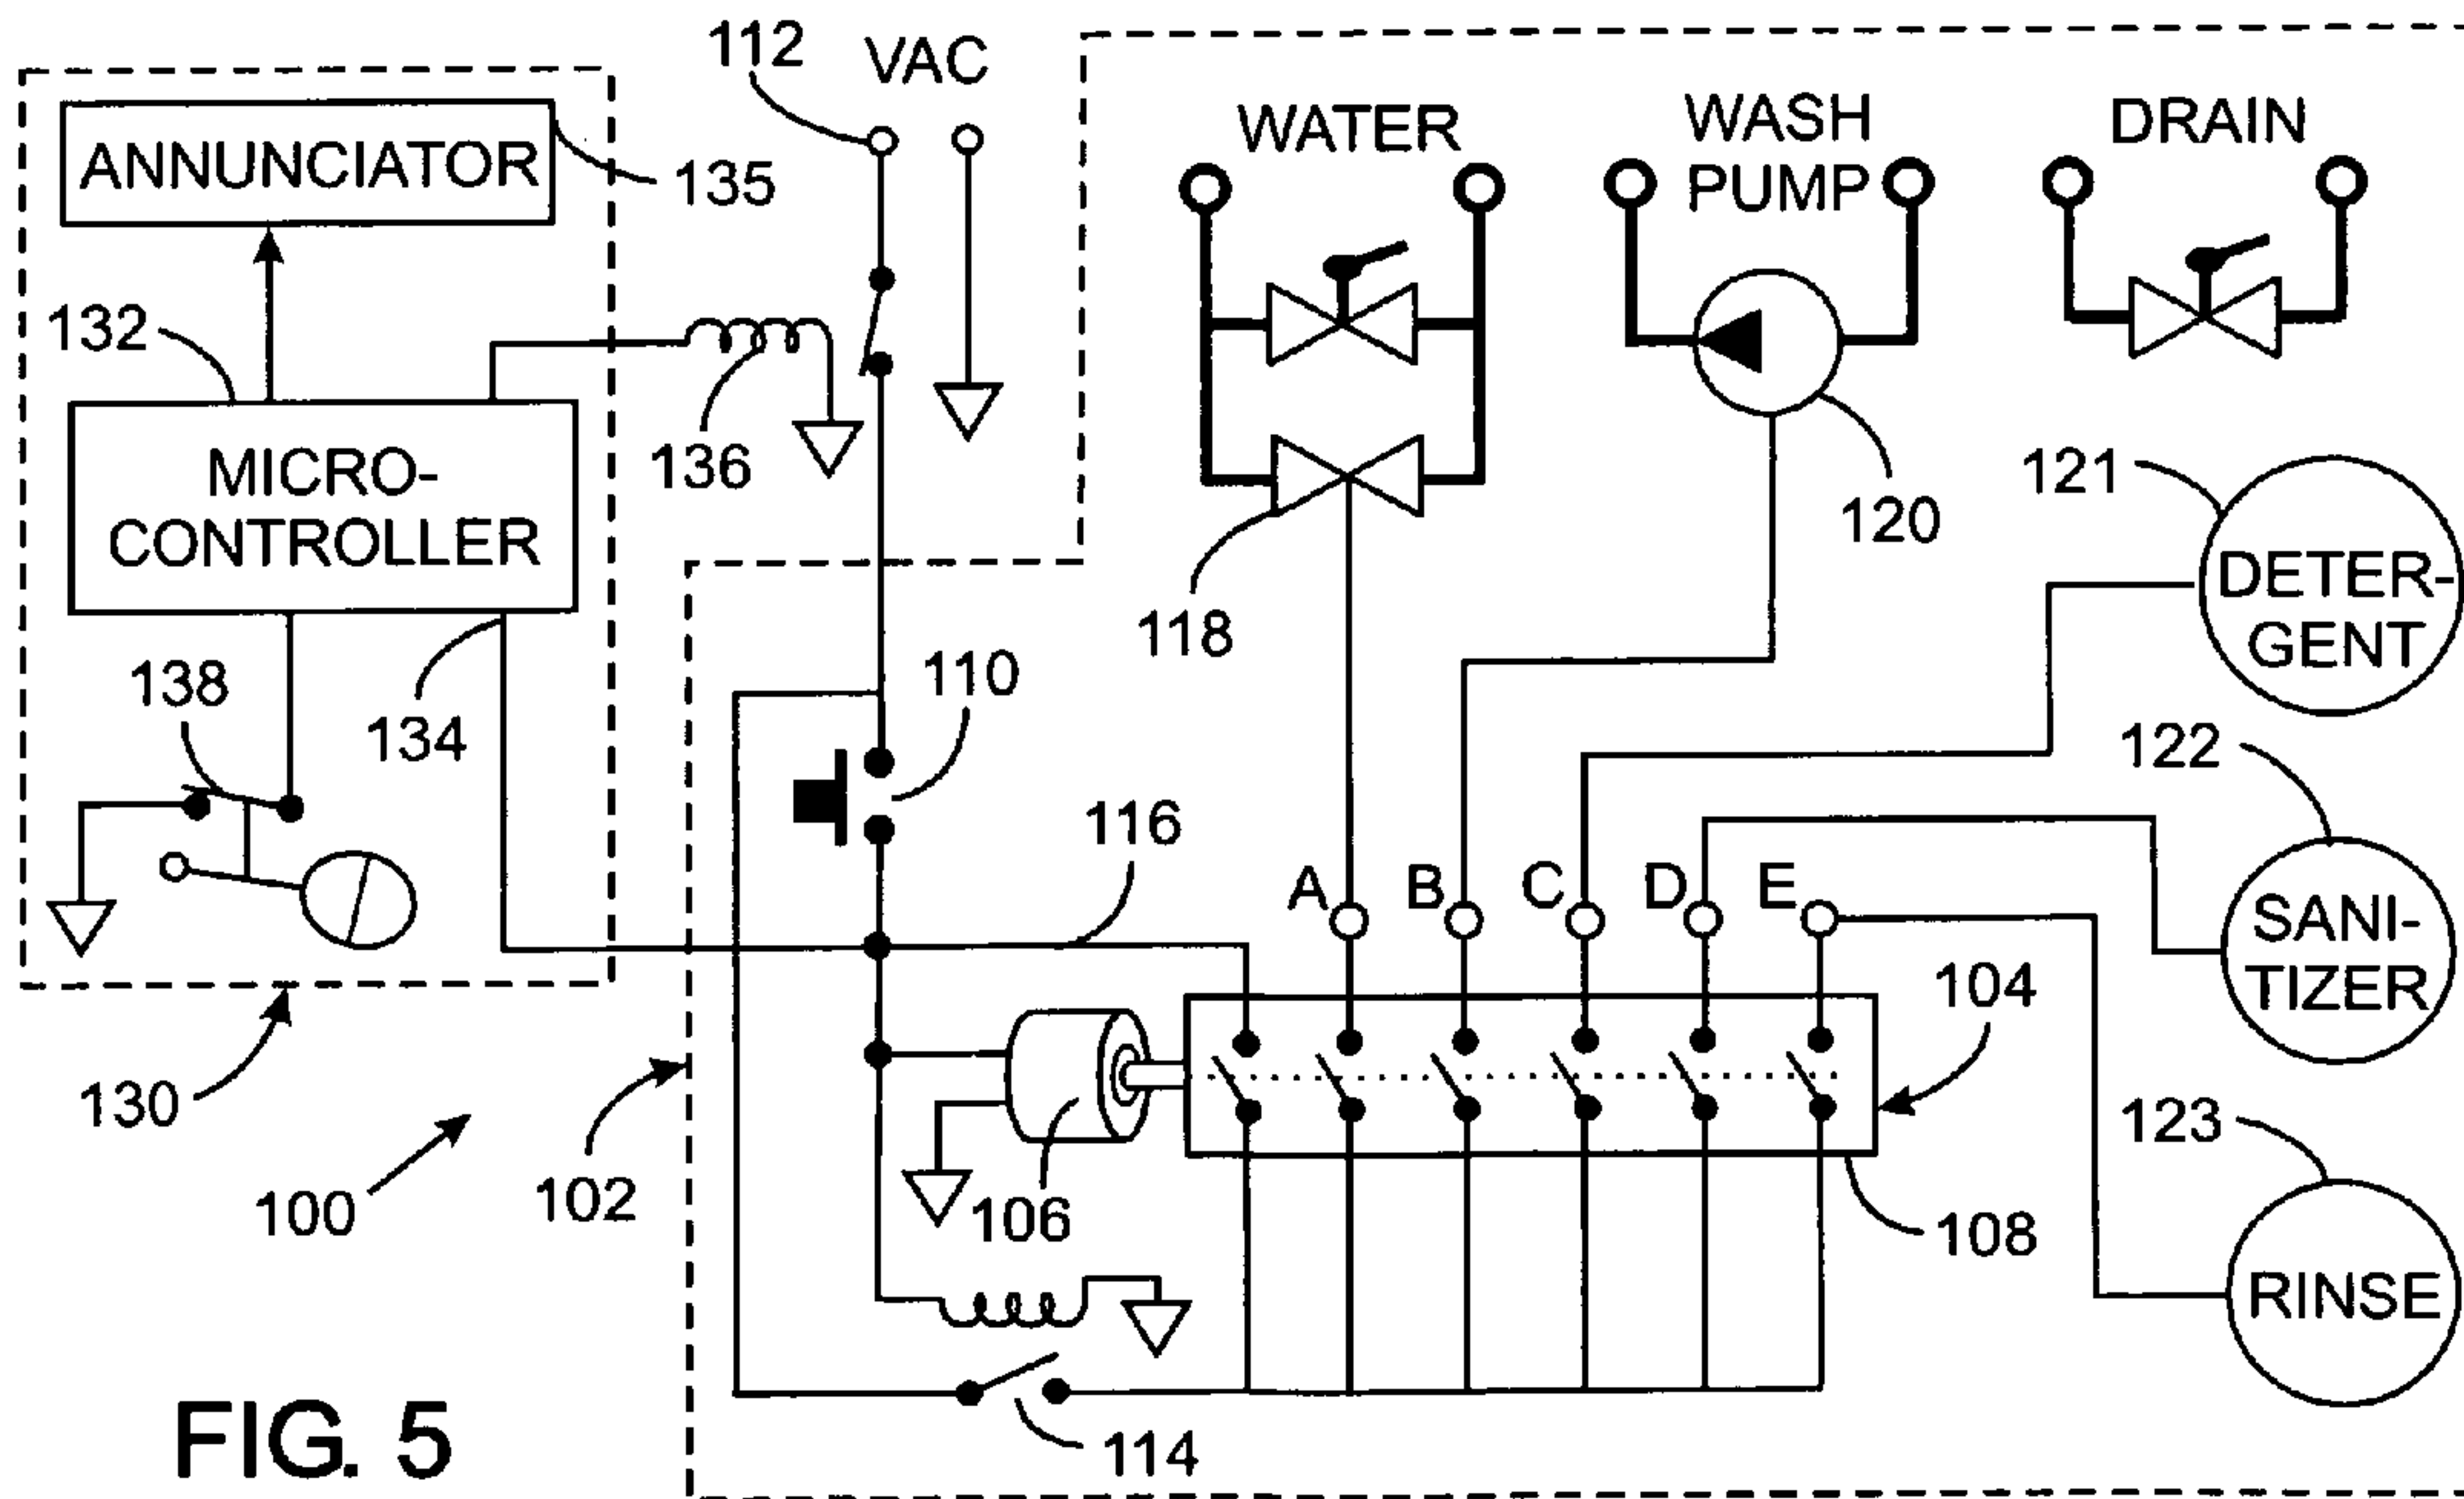 112
VAC
ANNUNCIATOR
135
WATER
WASH
PUMP
DRAIN
132
136
MICRO-
CONTROLLER
120
121
DETER-
GENT
118
138
134
110
122
116
A
B
C
D
E
SANI-
TIZER
104
130
102
100
106
108
123
RINSE
114
FIG. 5